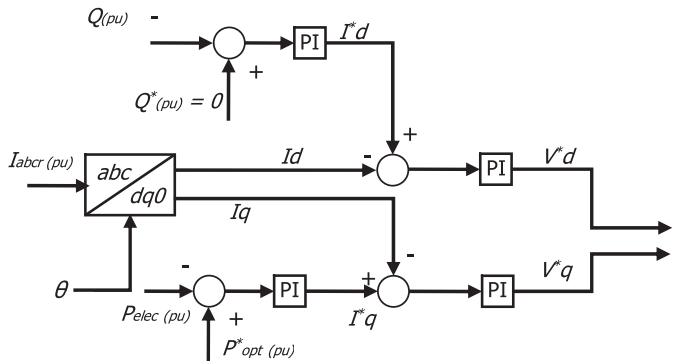 Q(pu) -
PI
I*d
+
Q*(pu) = 0
+
Iabcr (pu)
abc
dq0
Id
-
PI
V*d
Iq
-
θ
-
Pelec (pu)
+
P*opt (pu)
PI
+
I*q
PI
V*q